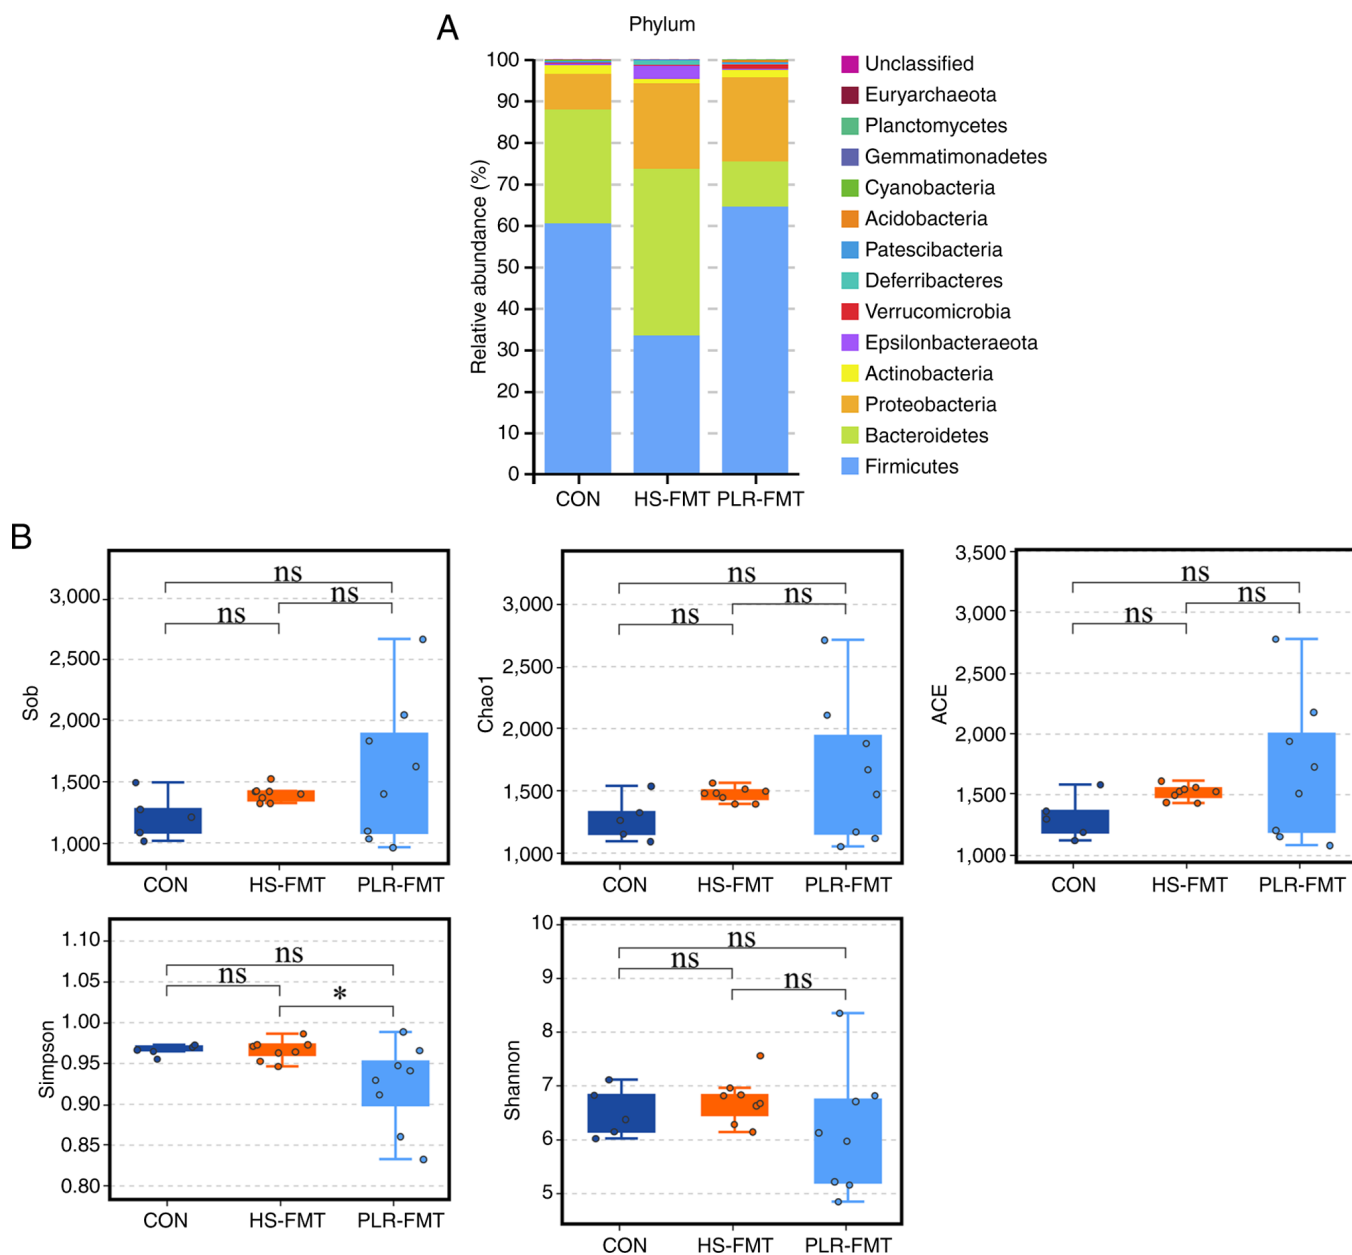 A
Phylum
Relative abundance (%)
100
90
80
70
60
50
40
30
20
10
0
CON HS-FMT PLR-FMT
Unclassified
Euryarchaeota
Planctomycetes
Gemmatimonadetes
Cyanobacteria
Acidobacteria
Patescibacteria
Deferribacteres
Verrucomicrobia
Epsilonbacteraeota
Actinobacteria
Proteobacteria
Bacteroidetes
Firmicutes
B
Sob
3,000
2,500
2,000
1,500
1,000
ns
ns
ns
CON HS-FMT PLR-FMT
Chao1
3,000
2,500
2,000
1,500
1,000
ns
ns
ns
CON HS-FMT PLR-FMT
ACE
3,500
3,000
2,500
2,000
1,500
1,000
ns
ns
ns
CON HS-FMT PLR-FMT
Simpson
1.10
1.05
1.00
0.95
0.90
0.85
0.80
ns
ns
*
CON HS-FMT PLR-FMT
Shannon
10
9
8
7
6
5
ns
ns
ns
CON HS-FMT PLR-FMT